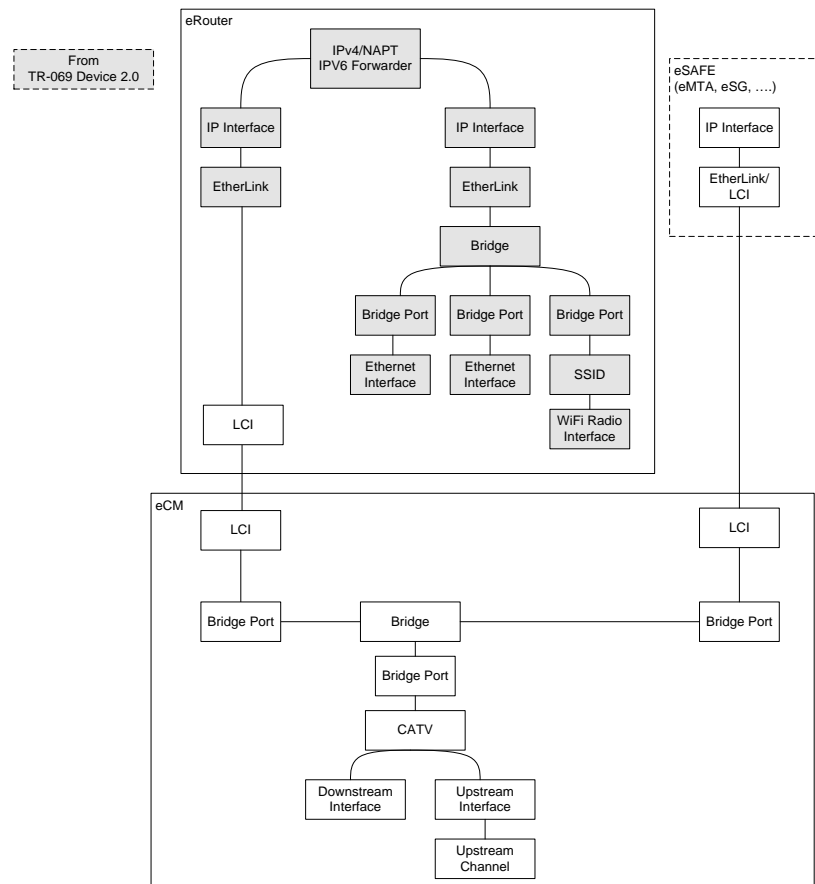 eRouter
IPv4/NAPT
IPV6 Forwarder
From
TR-069 Device 2.0
eSAFE
(eMTA, eSG, ….)
IP Interface
IP Interface
IP Interface
EtherLink
EtherLink
EtherLink/
LCI
Bridge
Bridge Port
Bridge Port
Bridge Port
Ethernet
Interface
Ethernet
Interface
SSID
WiFi Radio
Interface
LCI
eCM
LCI
LCI
Bridge Port
Bridge
Bridge Port
Bridge Port
CATV
Downstream
Interface
Upstream
Interface
Upstream
Channel